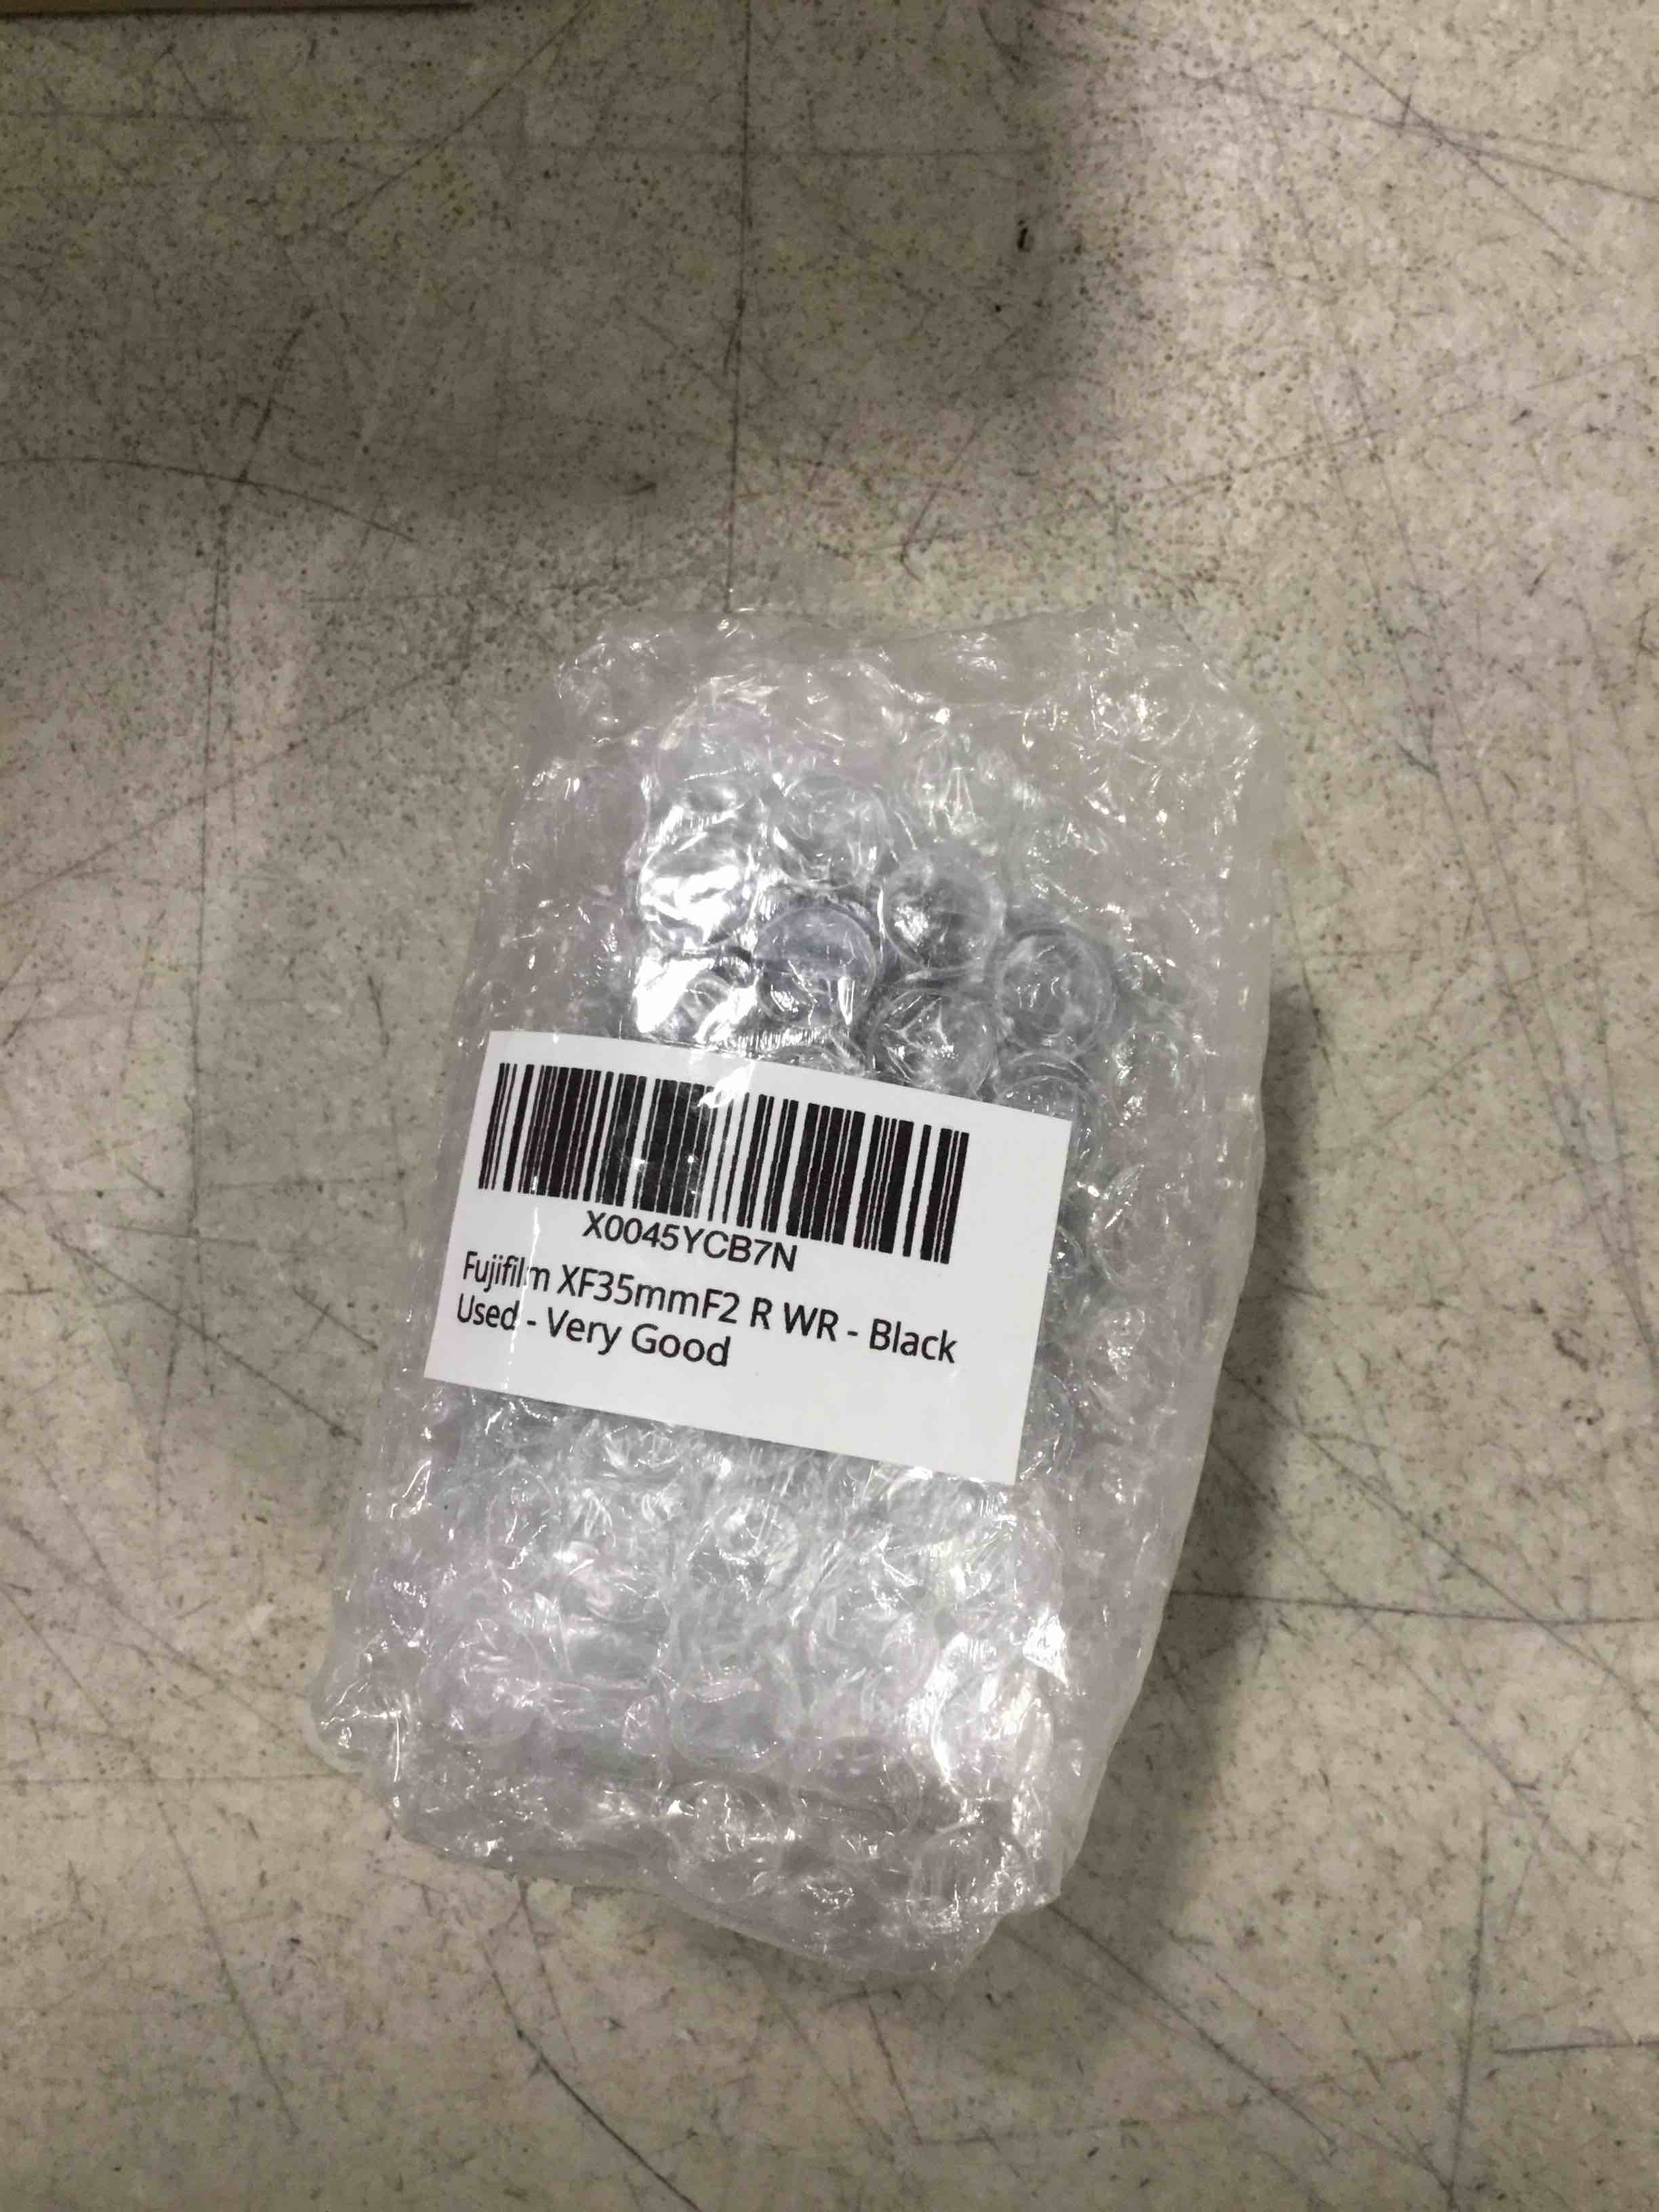 X0045YCB7N
Fujifilm XF35mmF2 R WR - Black
Used - Very Good